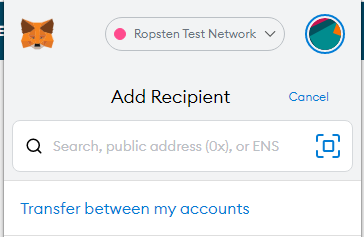 Ropsten Test Network
Add Recipient
Cancel
Search, public address (0x), or ENS
Transfer between my accounts